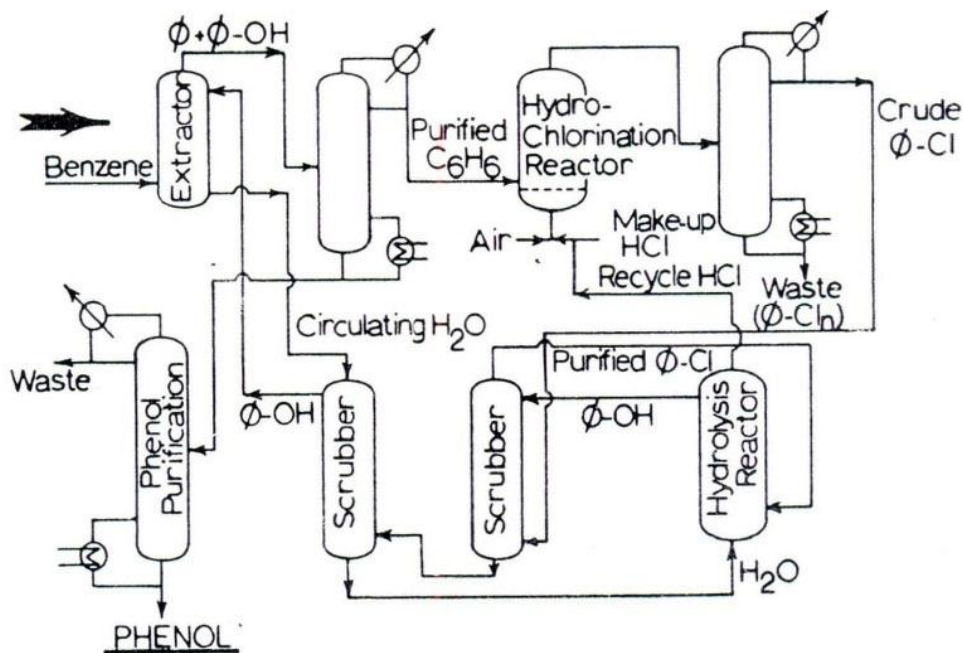 Φ+Φ-OH
Extractor
Benzene
Purified
C₆H₆
Hydro-
Chlorination
Reactor
Air
Make-up
HCl
Recycle HCl
Crude
Φ-Cl
Waste
(Φ-Clₙ)
Circulating H₂O
Purified Φ-Cl
Waste
Phenol
Purification
Φ-OH
Scrubber
Scrubber
Φ-OH
Hydrolysis
Reactor
H₂O
PHENOL